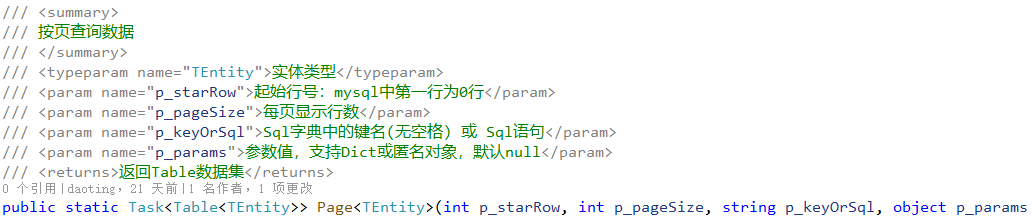 /// <summary>
/// 按页查询数据
/// </summary>
/// <typeparam name="TEntity">实体类型</typeparam>
/// <param name="p_starRow">起始行号：mysql中第一行为0行</param>
/// <param name="p_pageSize">每页显示行数</param>
/// <param name="p_keyOrSql">Sql字典中的键名(无空格) 或 Sql语句</param>
/// <param name="p_params">参数值，支持Dict或匿名对象，默认null</param>
/// <returns>返回Table数据集</returns>
0 个引用|daoting，21 天前|1 名作者，1 项更改
public static Task<Table<TEntity>> Page<TEntity>(int p_starRow, int p_pageSize, string p_keyOrSql, object p_params